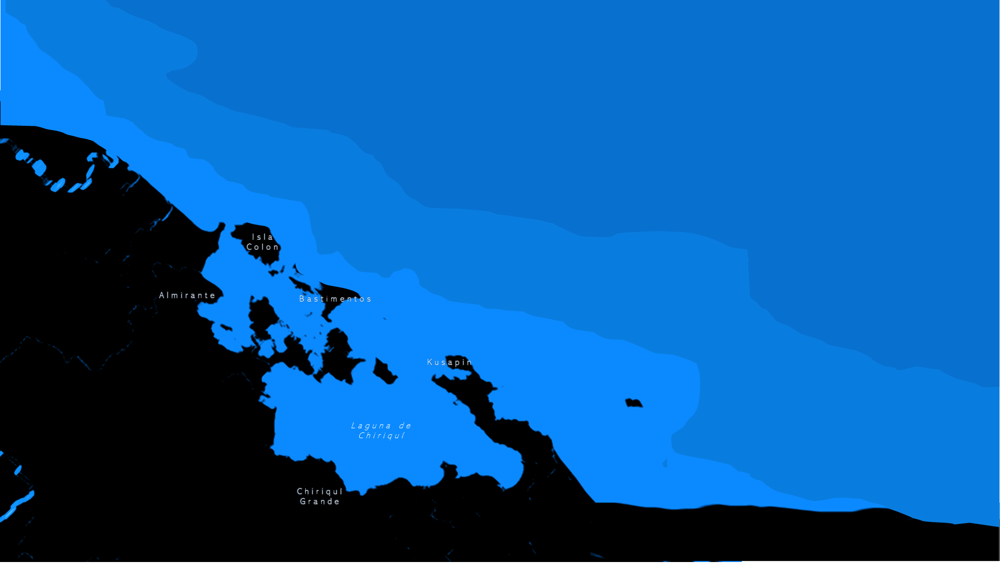 Isla
Colon
Almirante
Bastimentos
Kusapin
Laguna de
Chiriquí
Chiriquí
Grande